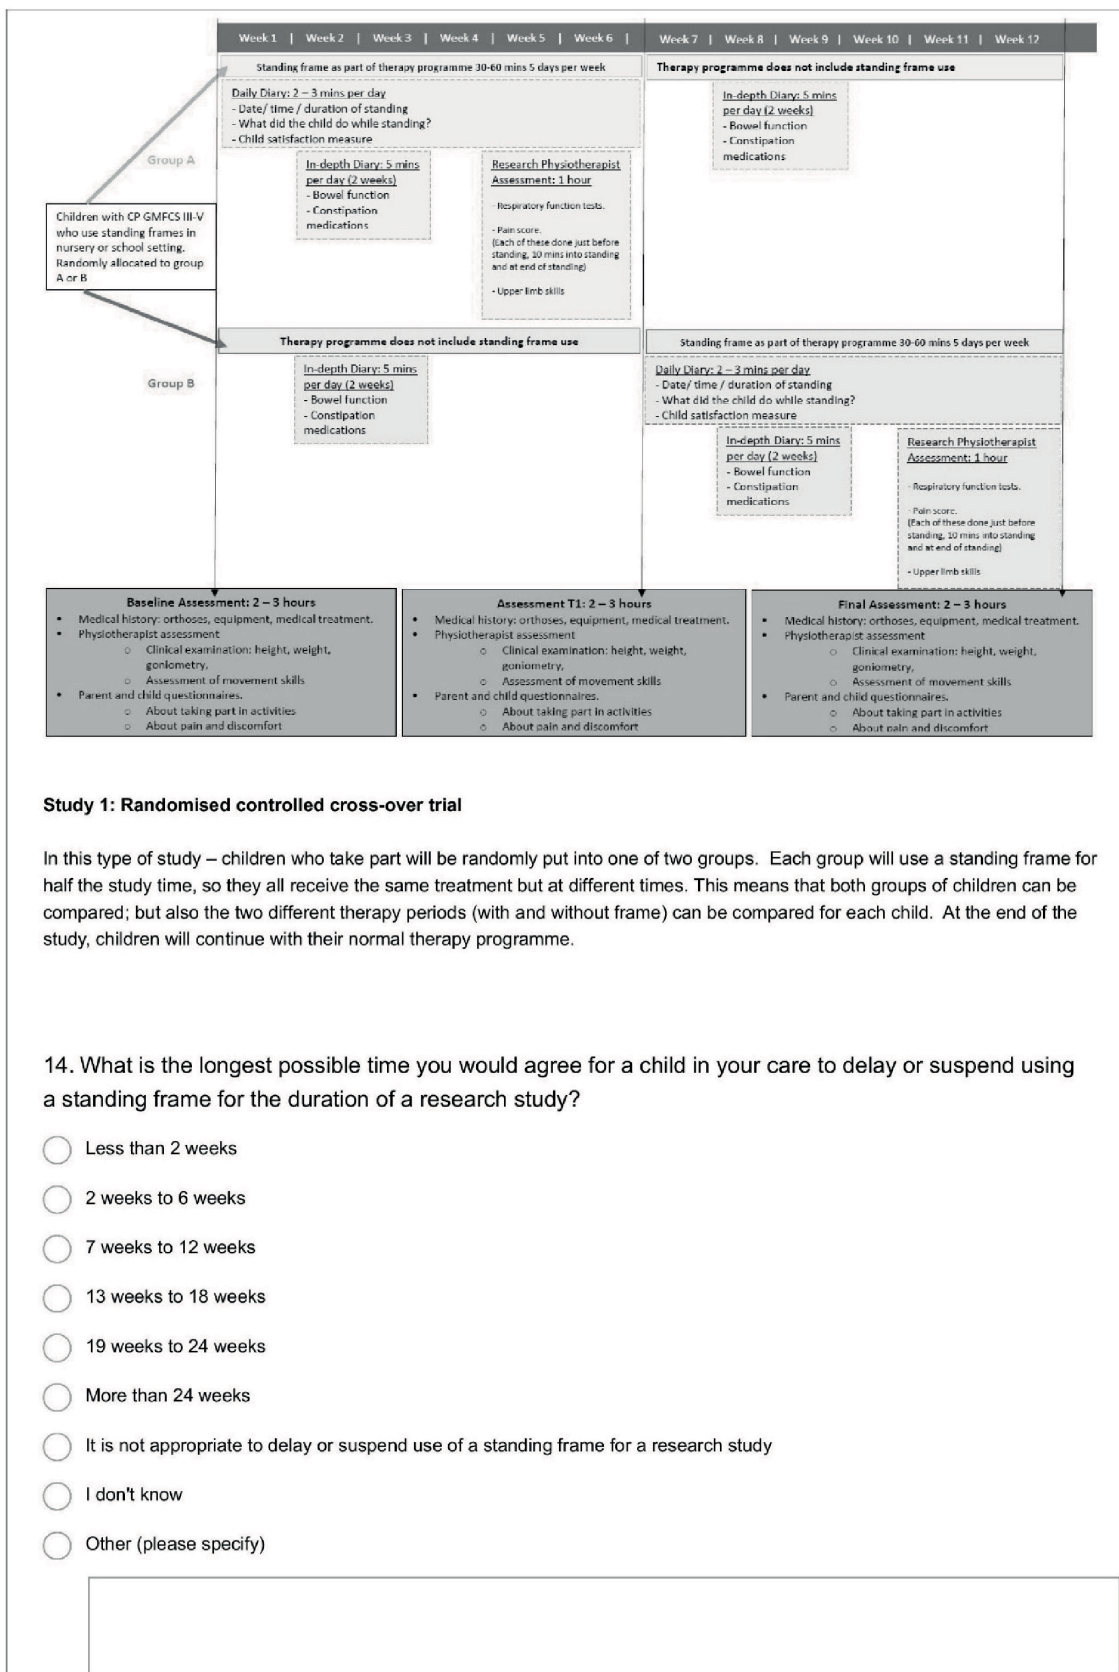 Week 1 | Week 2 | Week 3 | Week 4 | Week 5 | Week 6 | Week 7 | Week 8 | Week 9 | Week 10 | Week 11 | Week 12
Standing frame as part of therapy programme 30-60 mins 5 days per week
Therapy programme does not include standing frame use
Daily Diary: 2 – 3 mins per day
- Date/ time / duration of standing
- What did the child do while standing?
- Child satisfaction measure
In-depth Diary: 5 mins
per day (2 weeks)
- Bowel function
- Constipation
medications
Group A
In-depth Diary: 5 mins
per day (2 weeks)
- Bowel function
- Constipation
medications
Research Physiotherapist
Assessment: 1 hour
- Respiratory function tests.
- Pain score.
(Each of these done just before
standing, 10 mins into standing
and at end of standing)
- Upper limb skills
Children with CP GMFCS III-V
who use standing frames in
nursery or school setting.
Randomly allocated to group
A or B
Therapy programme does not include standing frame use
Standing frame as part of therapy programme 30-60 mins 5 days per week
Group B
In-depth Diary: 5 mins
per day (2 weeks)
- Bowel function
- Constipation
medications
Daily Diary: 2 – 3 mins per day
- Date/ time / duration of standing
- What did the child do while standing?
- Child satisfaction measure
In-depth Diary: 5 mins
per day (2 weeks)
- Bowel function
- Constipation
medications
Research Physiotherapist
Assessment: 1 hour
- Respiratory function tests.
- Pain score.
(Each of these done just before
standing, 10 mins into standing
and at end of standing)
- Upper limb skills
Baseline Assessment: 2 – 3 hours
• Medical history: orthoses, equipment, medical treatment.
• Physiotherapist assessment
o Clinical examination: height, weight,
goniometry,
o Assessment of movement skills
• Parent and child questionnaires.
o About taking part in activities
o About pain and discomfort
Assessment T1: 2 – 3 hours
• Medical history: orthoses, equipment, medical treatment.
• Physiotherapist assessment
o Clinical examination: height, weight,
goniometry,
o Assessment of movement skills
• Parent and child questionnaires.
o About taking part in activities
o About pain and discomfort
Final Assessment: 2 – 3 hours
• Medical history: orthoses, equipment, medical treatment.
• Physiotherapist assessment
o Clinical examination: height, weight,
goniometry,
o Assessment of movement skills
• Parent and child questionnaires.
o About taking part in activities
o About pain and discomfort
Study 1: Randomised controlled cross-over trial
In this type of study – children who take part will be randomly put into one of two groups. Each group will use a standing frame for
half the study time, so they all receive the same treatment but at different times. This means that both groups of children can be
compared; but also the two different therapy periods (with and without frame) can be compared for each child. At the end of the
study, children will continue with their normal therapy programme.
14. What is the longest possible time you would agree for a child in your care to delay or suspend using
a standing frame for the duration of a research study?
Less than 2 weeks
2 weeks to 6 weeks
7 weeks to 12 weeks
13 weeks to 18 weeks
19 weeks to 24 weeks
More than 24 weeks
It is not appropriate to delay or suspend use of a standing frame for a research study
I don't know
Other (please specify)